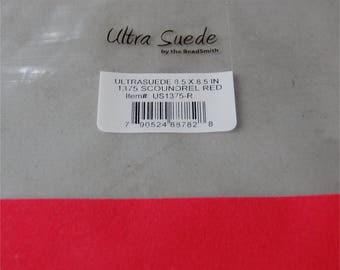 Ultra Suede
by the BeadSmith
ULTRASUEDE 8.5 X 8.5 IN
1375 SCOUNDREL RED
Item# US1375-R
7 90524 88782 8